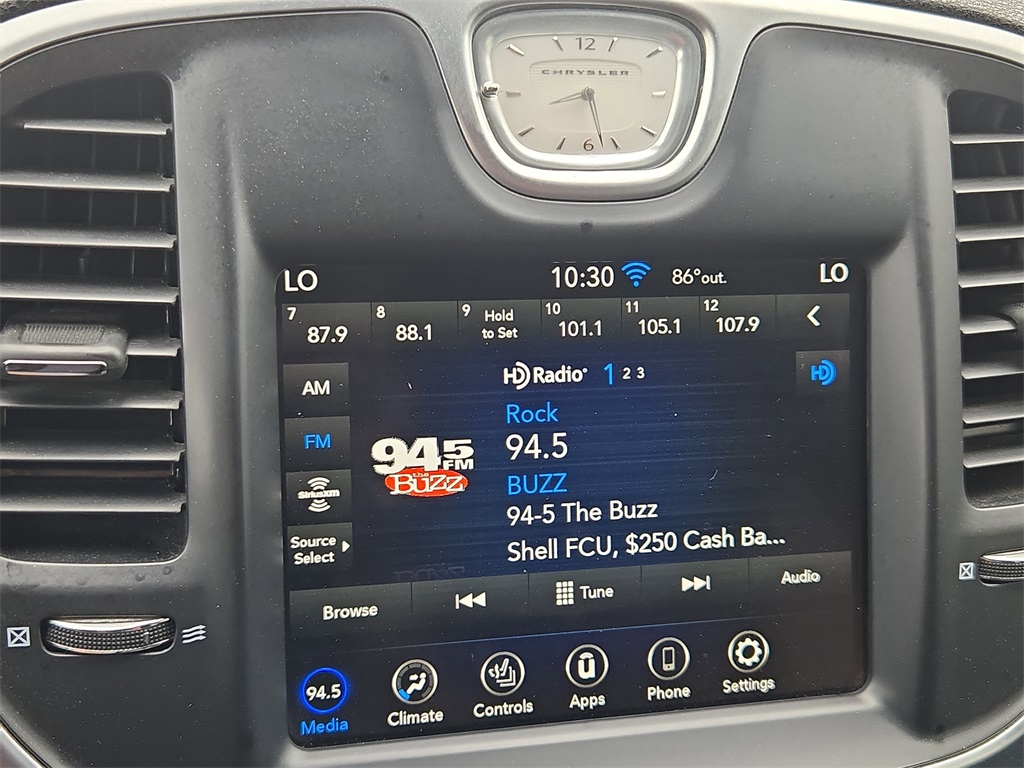 12
CHRYSLER
6
LO 10:30 86°out. LO
7 87.9 8 88.1 9 Hold to Set 10 101.1 11 105.1 12 107.9
AM
HD Radio 1 2 3 HD
Rock
FM
94.5
94.5 FM
the BUZZ
BUZZ
SiriusXM
94-5 The Buzz
Source
Select
Shell FCU, $250 Cash Ba...
Browse Tune Audio
94.5
Media Climate Controls Apps Phone Settings